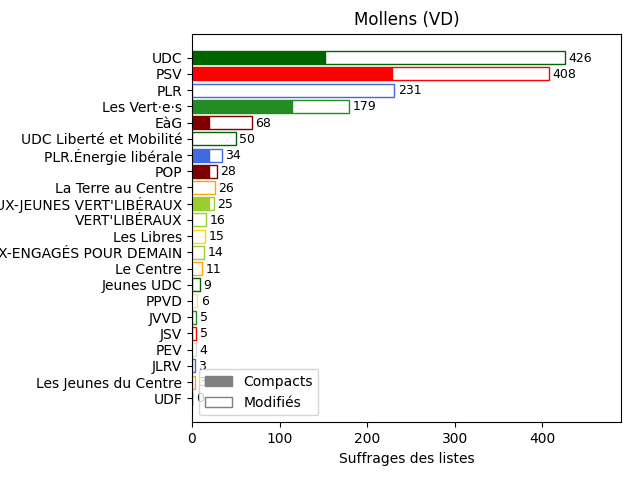 Mollens (VD)
UDC 426
PSV 408
PLR 231
Les Vert·e·s 179
EàG 68
UDC Liberté et Mobilité 50
PLR.Énergie libérale 34
POP 28
La Terre au Centre 26
UX-JEUNES VERT'LIBÉRAUX 25
VERT'LIBÉRAUX 16
Les Libres 15
X-ENGAGÉS POUR DEMAIN 14
Le Centre 11
Jeunes UDC 9
PPVD 6
JVVD 5
JSV 5
PEV 4
JLRV 3
Les Jeunes du Centre
UDF 0
Compacts
Modifiés
0 100 200 300 400
Suffrages des listes